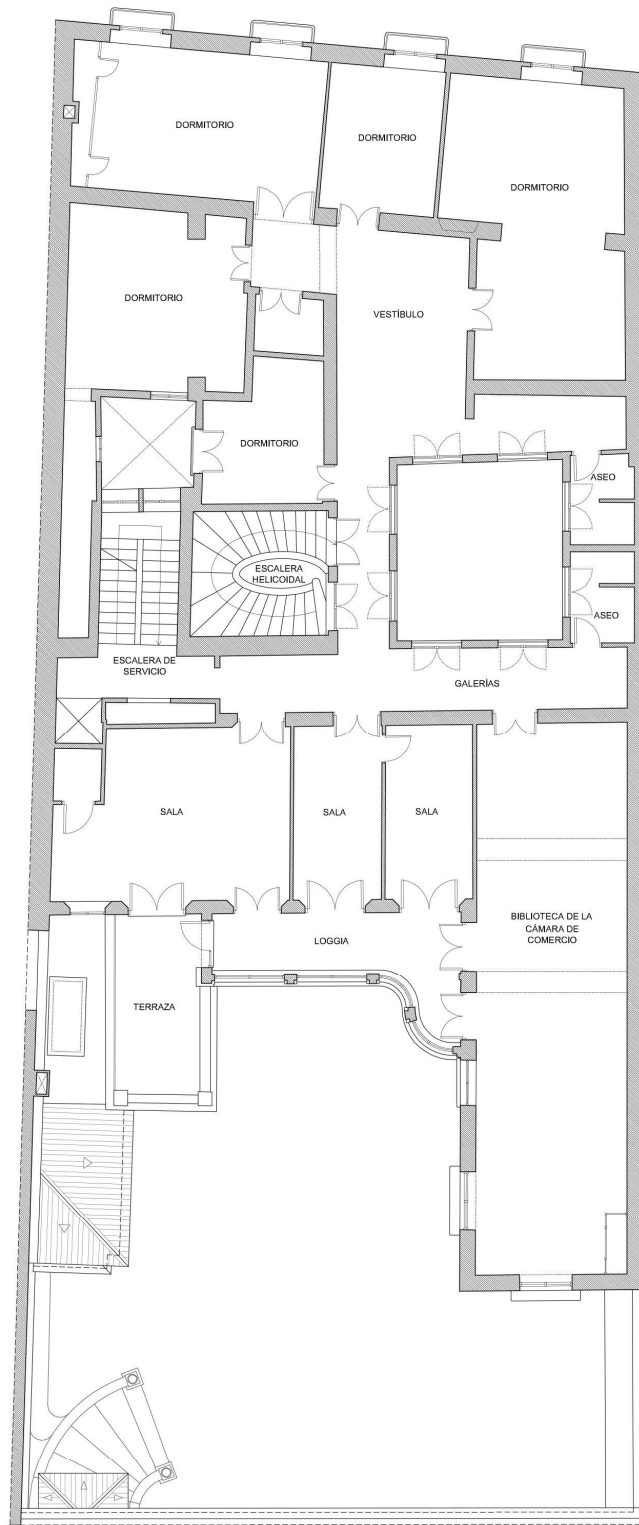 DORMITORIO
DORMITORIO
DORMITORIO
DORMITORIO
VESTÍBULO
DORMITORIO
ASEO
ESCALERA
HELICOIDAL
ASEO
ESCALERA DE
SERVICIO
GALERÍAS
SALA
SALA
SALA
BIBLIOTECA DE LA
CÁMARA DE
COMERCIO
LOGGIA
TERRAZA